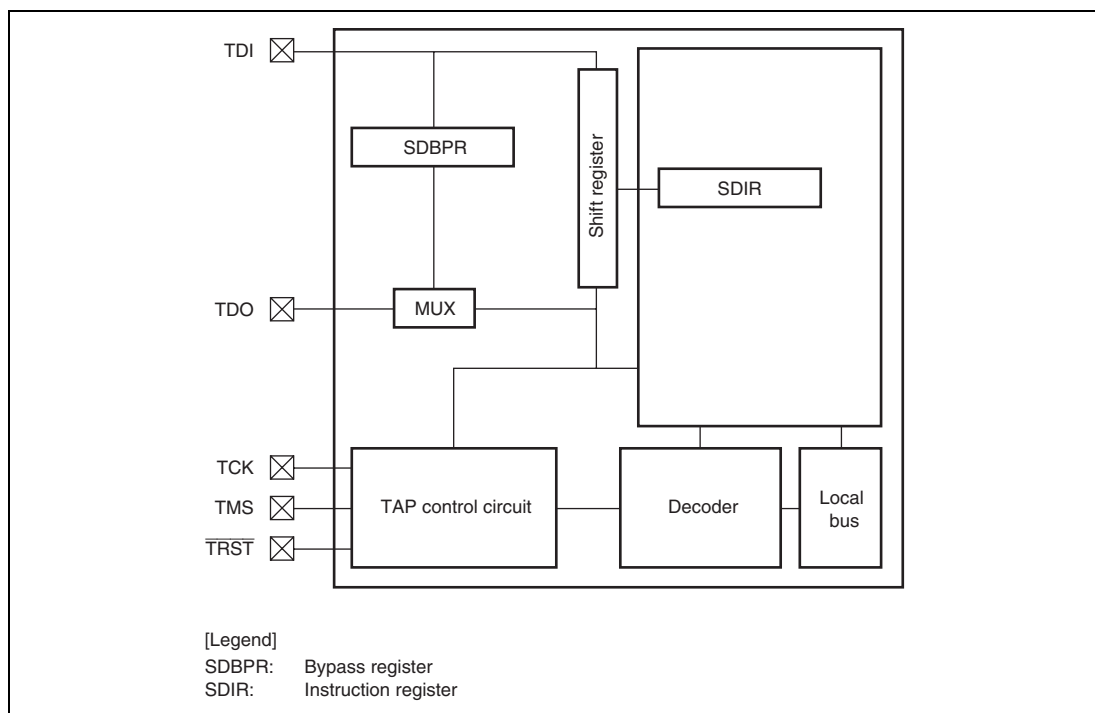 TDI
SDBPR
Shift register
SDIR
TDO
MUX
TCK
TMS
TRST
TAP control circuit
Decoder
Local
bus
[Legend]
SDBPR: Bypass register
SDIR: Instruction register